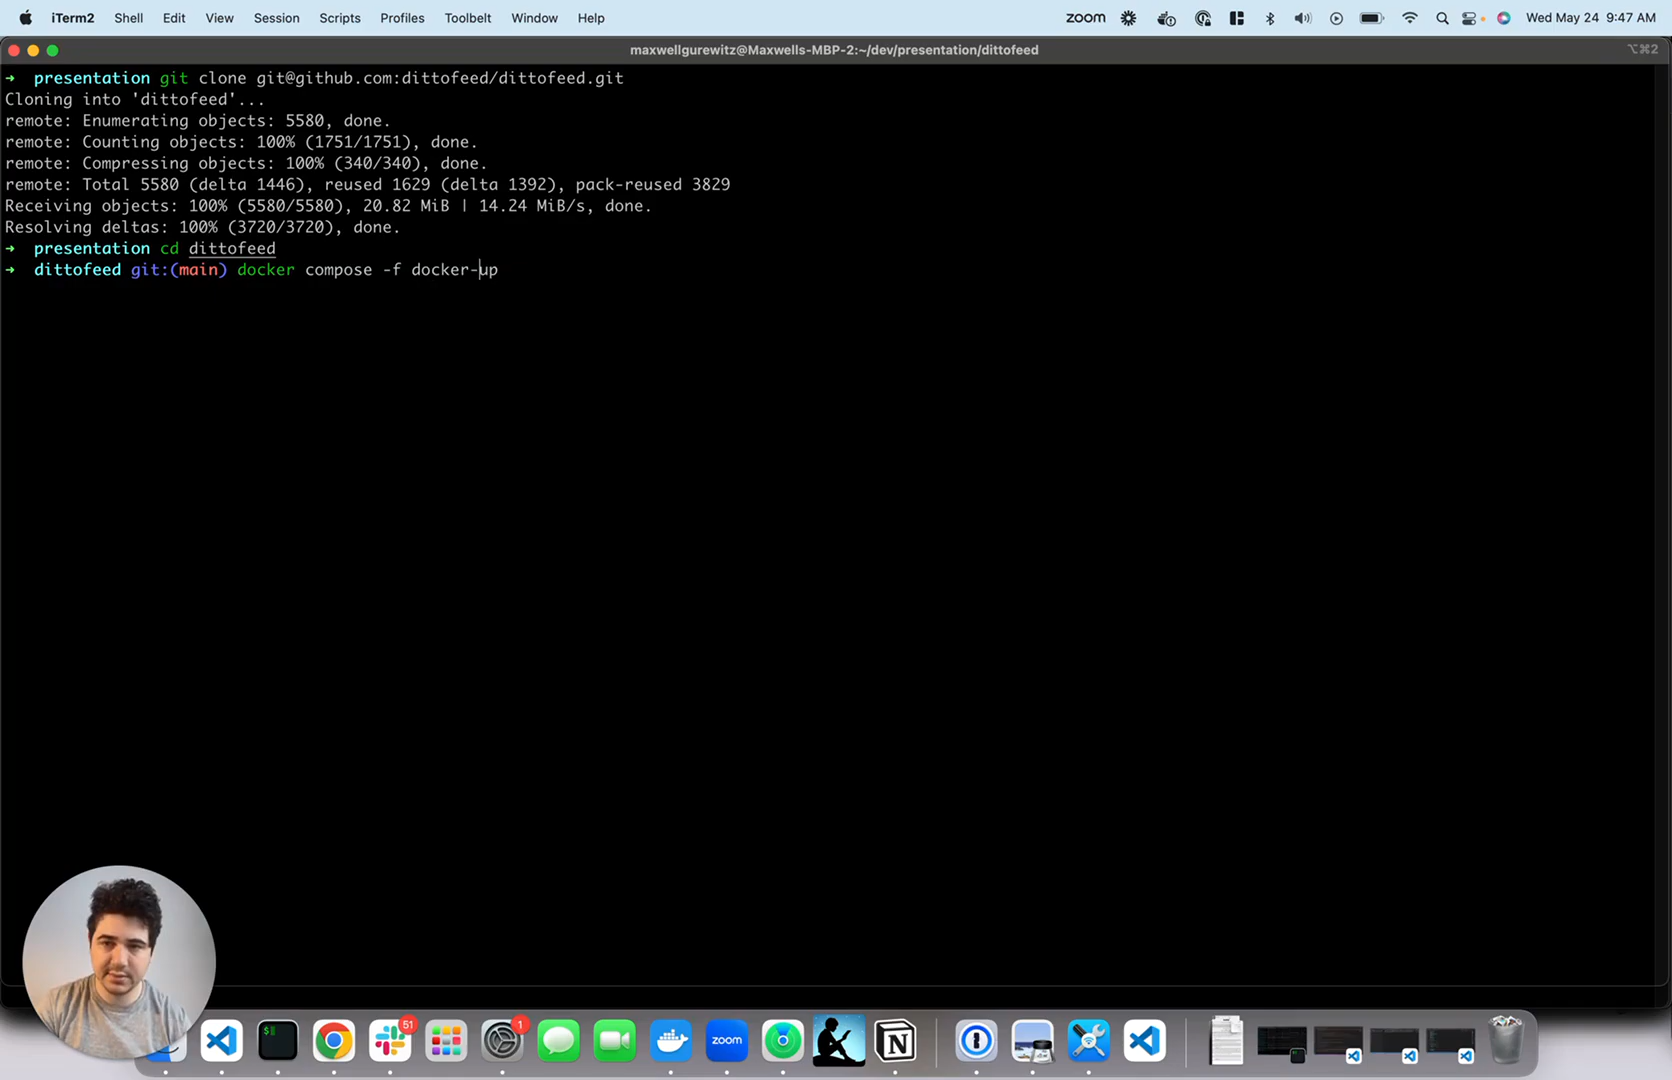 iTerm2 Shell Edit View Session Scripts Profiles Toolbelt Window Help zoom Wed May 24 9:47 AM
maxwellgurewitz@Maxwells-MBP-2:~/dev/presentation/dittofeed ⌥⌘2
➜ presentation git clone git@github.com:dittofeed/dittofeed.git
Cloning into 'dittofeed'...
remote: Enumerating objects: 5580, done.
remote: Counting objects: 100% (1751/1751), done.
remote: Compressing objects: 100% (340/340), done.
remote: Total 5580 (delta 1446), reused 1629 (delta 1392), pack-reused 3829
Receiving objects: 100% (5580/5580), 20.82 MiB | 14.24 MiB/s, done.
Resolving deltas: 100% (3720/3720), done.
➜ presentation cd dittofeed
➜ dittofeed git:(main) docker compose -f docker-up
51 1
zoom